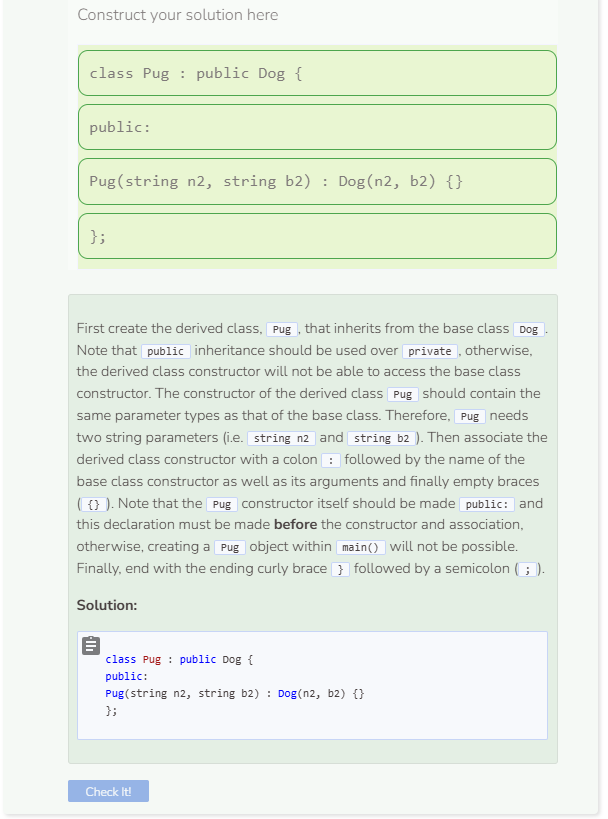 Construct your solution here
class Pug : public Dog {
public:
Pug(string n2, string b2) : Dog(n2, b2) {}
};
First create the derived class, Pug , that inherits from the base class Dog .
Note that public inheritance should be used over private , otherwise,
the derived class constructor will not be able to access the base class
constructor. The constructor of the derived class Pug should contain the
same parameter types as that of the base class. Therefore, Pug needs
two string parameters (i.e. string n2 and string b2 ). Then associate the
derived class constructor with a colon : followed by the name of the
base class constructor as well as its arguments and finally empty braces
( {} ). Note that the Pug constructor itself should be made public: and
this declaration must be made before the constructor and association,
otherwise, creating a Pug object within main() will not be possible.
Finally, end with the ending curly brace } followed by a semicolon ( ; ).
Solution:
class Pug : public Dog {
public:
Pug(string n2, string b2) : Dog(n2, b2) {}
};
Check It!